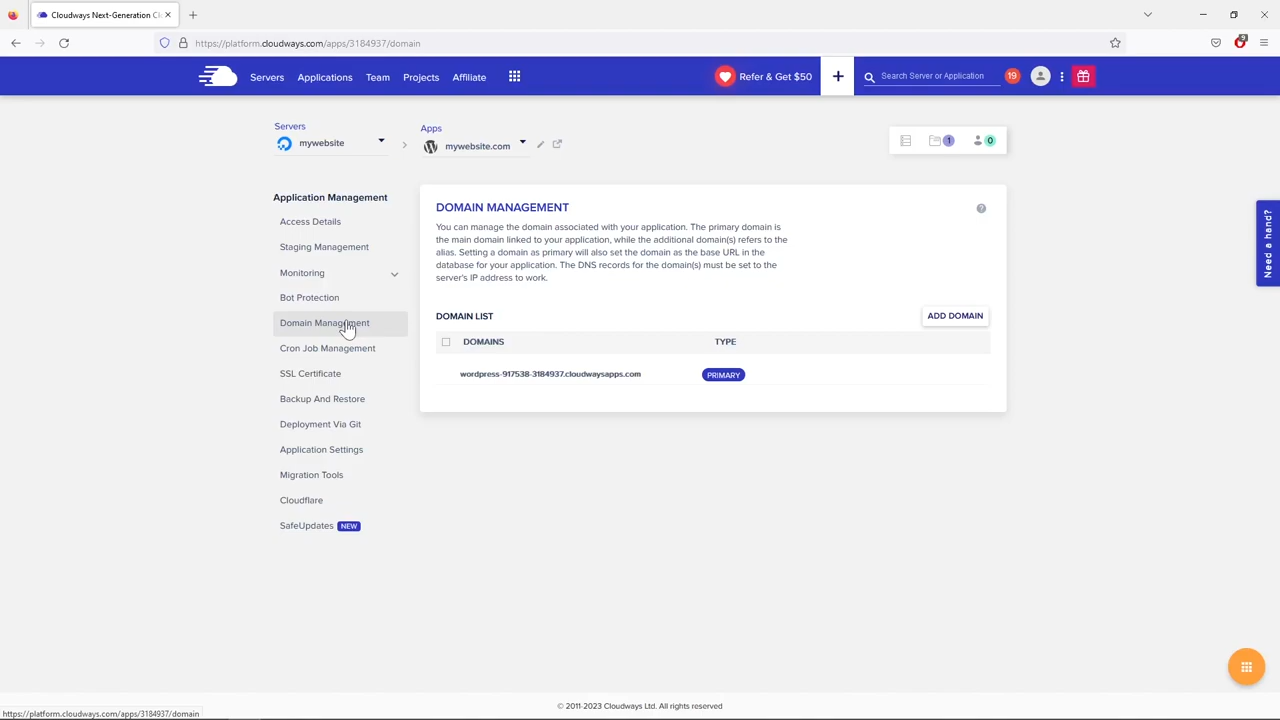 Cloudways Next-Generation Cl
https://platform.cloudways.com/apps/3184937/domain
Servers
Applications
Team
Projects
Affiliate
Refer & Get $50
+
Search Server or Application
19
Servers
mywebsite
Apps
mywebsite.com
1
0
Application Management
Access Details
Staging Management
Monitoring
Bot Protection
Domain Management
Cron Job Management
SSL Certificate
Backup And Restore
Deployment Via Git
Application Settings
Migration Tools
Cloudflare
SafeUpdates NEW
DOMAIN MANAGEMENT
You can manage the domain associated with your application. The primary domain is
the main domain linked to your application, while the additional domain(s) refers to the
alias. Setting a domain as primary will also set the domain as the base URL in the
database for your application. The DNS records for the domain(s) must be set to the
server's IP address to work.
DOMAIN LIST
ADD DOMAIN
DOMAINS
TYPE
wordpress-917538-3184937.cloudwaysapps.com
PRIMARY
Need a hand?
© 2011-2023 Cloudways Ltd. All rights reserved
https://platform.cloudways.com/apps/3184937/domain